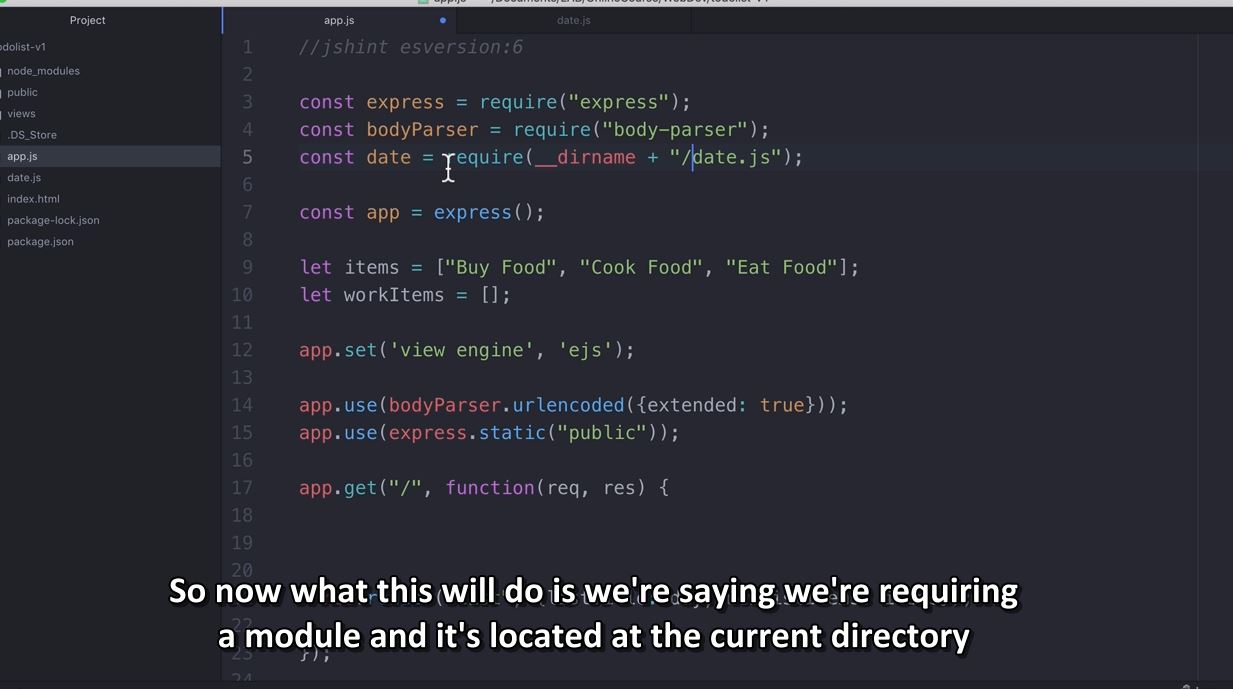 app.js
Project
app.js
date.js
node_modules
public
views
.DS_Store
app.js
date.js
index.html
package-lock.json
package.json
1 //jshint esversion:6
2
3 const express = require("express");
4 const bodyParser = require("body-parser");
5 const date = require(__dirname + "/date.js");
6
7 const app = express();
8
9 let items = ["Buy Food", "Cook Food", "Eat Food"];
10 let workItems = [];
11
12 app.set('view engine', 'ejs');
13
14 app.use(bodyParser.urlencoded({extended: true}));
15 app.use(express.static("public"));
16
17 app.get("/", function(req, res) {
18
19
20
22
23 });
24
So now what this will do is we're saying we're requiring
a module and it's located at the current directory